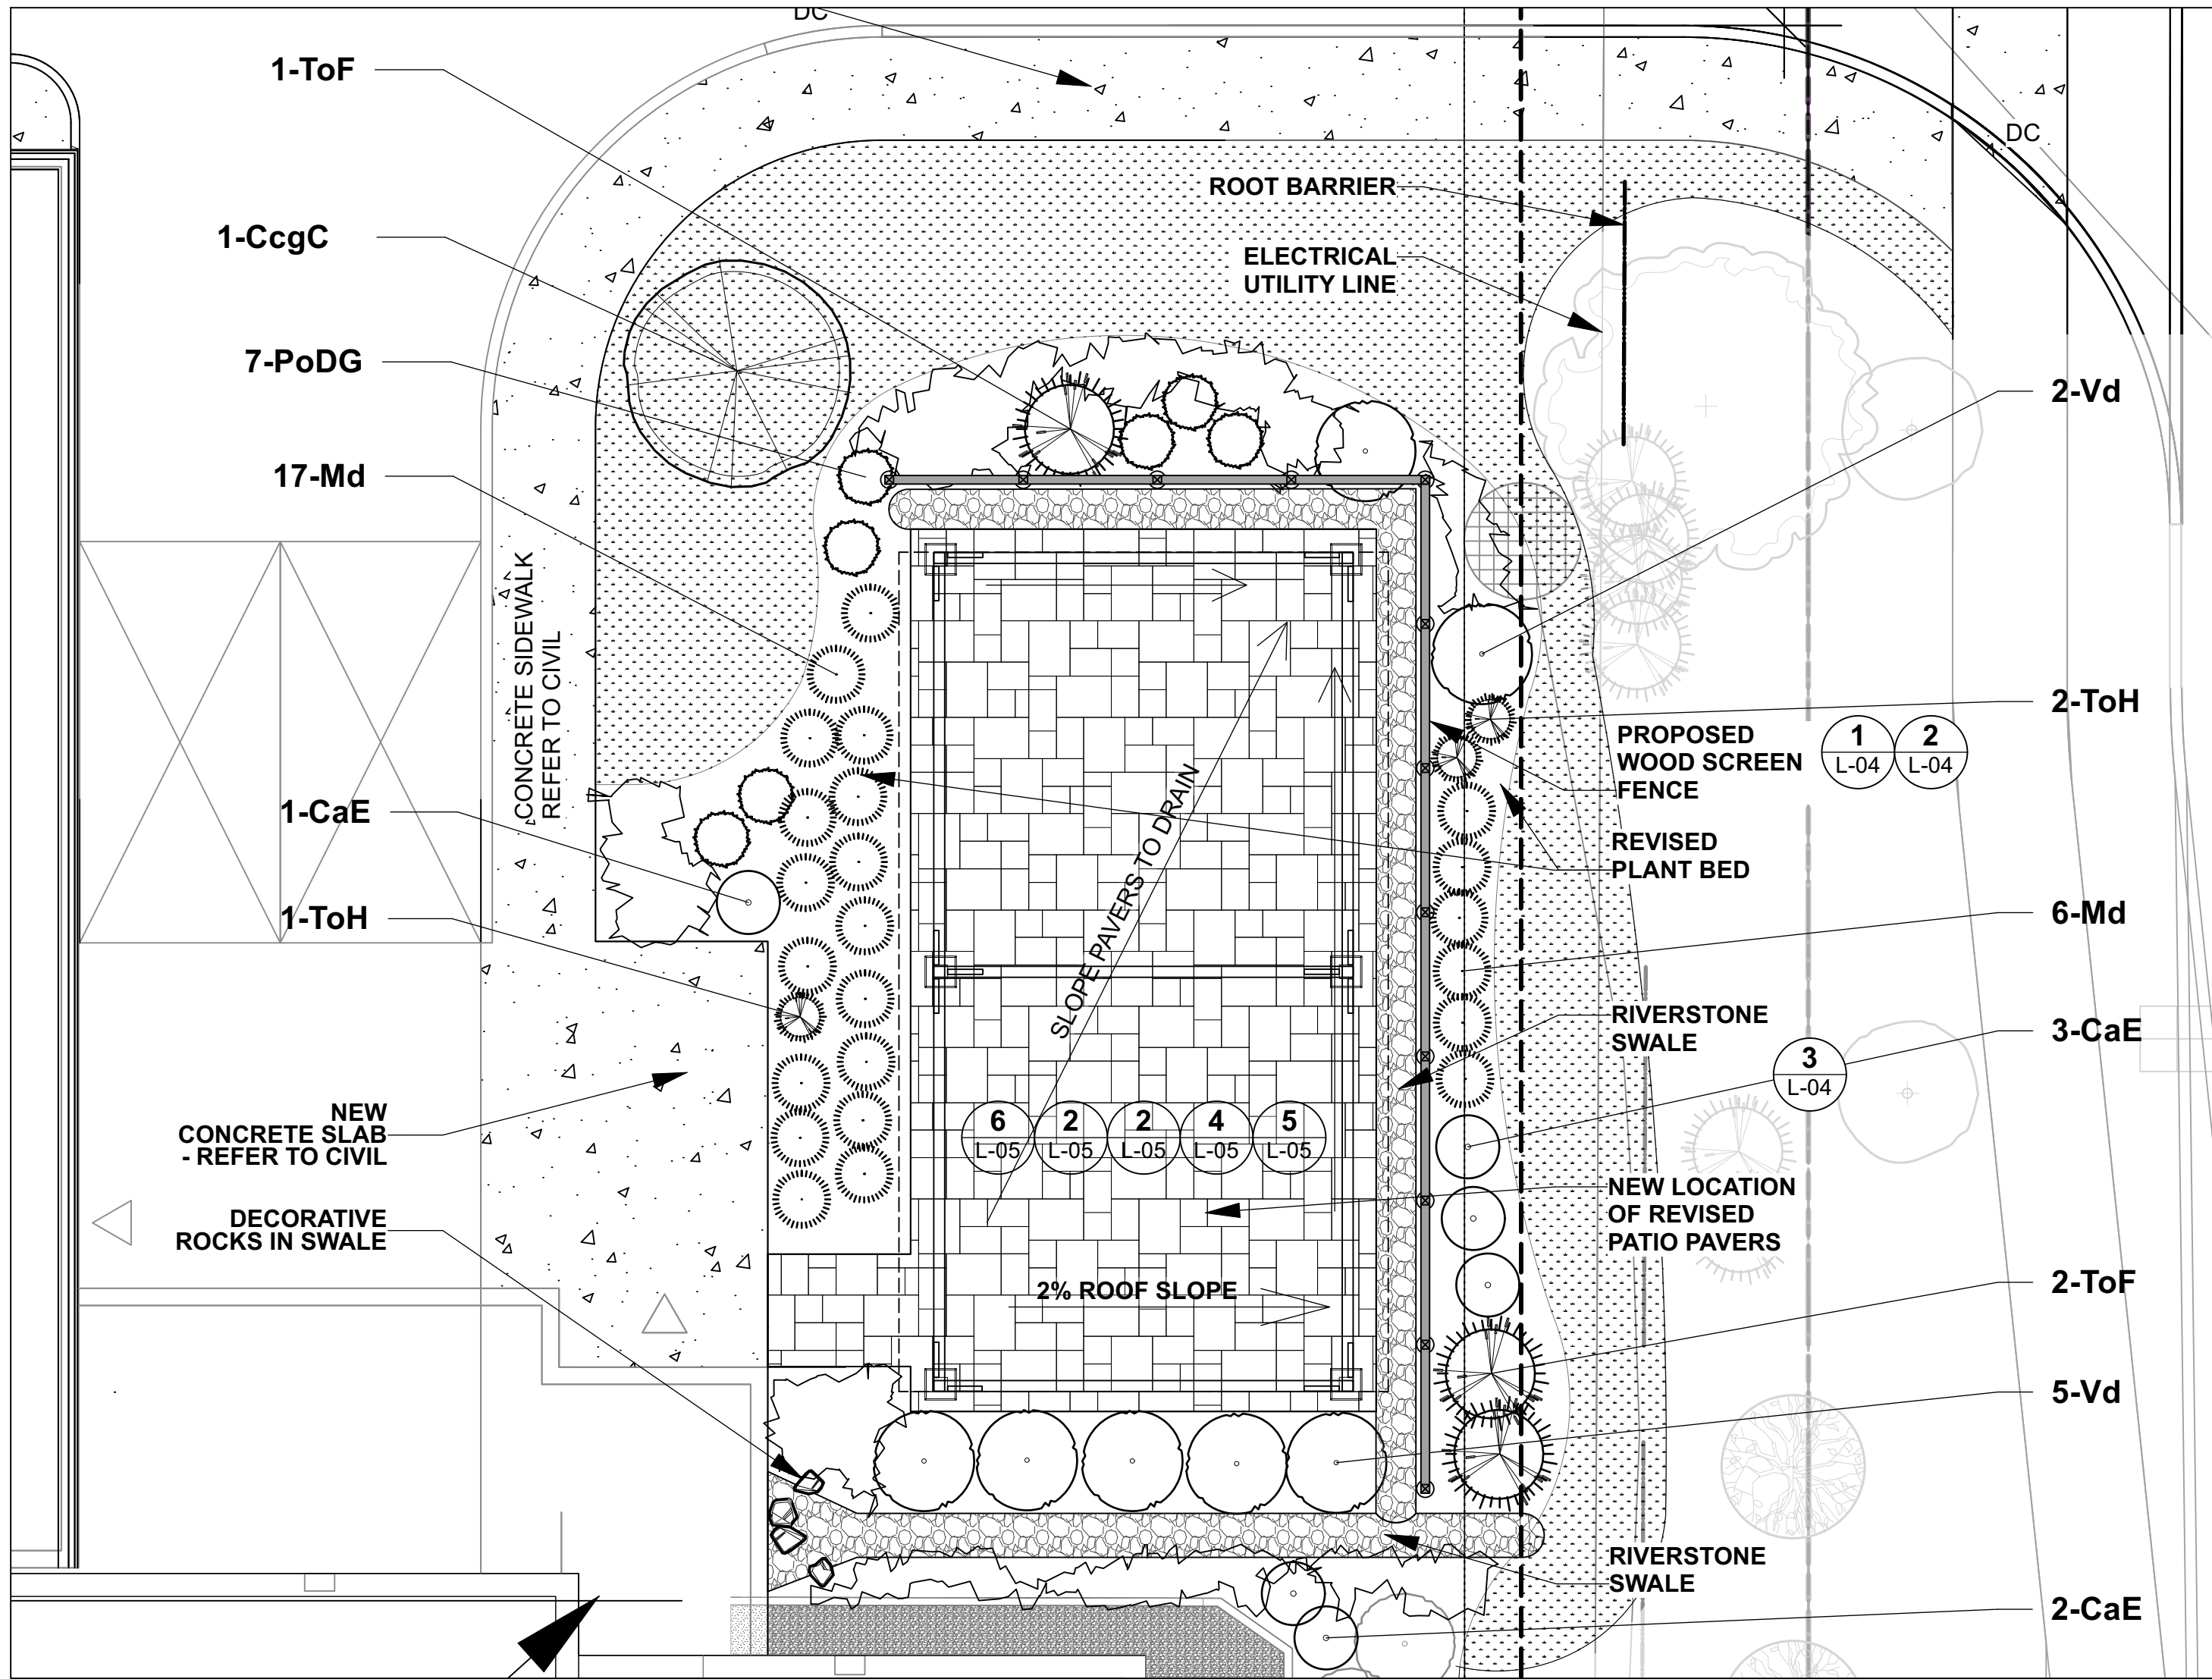 DC
1-ToF
DC
ROOT BARRIER
1-CcgC
ELECTRICAL
UTILITY LINE
7-PoDG
2-Vd
17-Md
CONCRETE SIDEWALK
REFER TO CIVIL
2-ToH
PROPOSED
WOOD SCREEN
FENCE
1
L-04
2
L-04
1-CaE
SLOPE PAVERS TO DRAIN
REVISED
PLANT BED
1-ToH
6-Md
RIVERSTONE
SWALE
3-CaE
3
L-04
NEW
CONCRETE SLAB
- REFER TO CIVIL
6
L-05
2
L-05
2
L-05
4
L-05
5
L-05
NEW LOCATION
OF REVISED
PATIO PAVERS
DECORATIVE
ROCKS IN SWALE
2% ROOF SLOPE
2-ToF
5-Vd
RIVERSTONE
SWALE
2-CaE